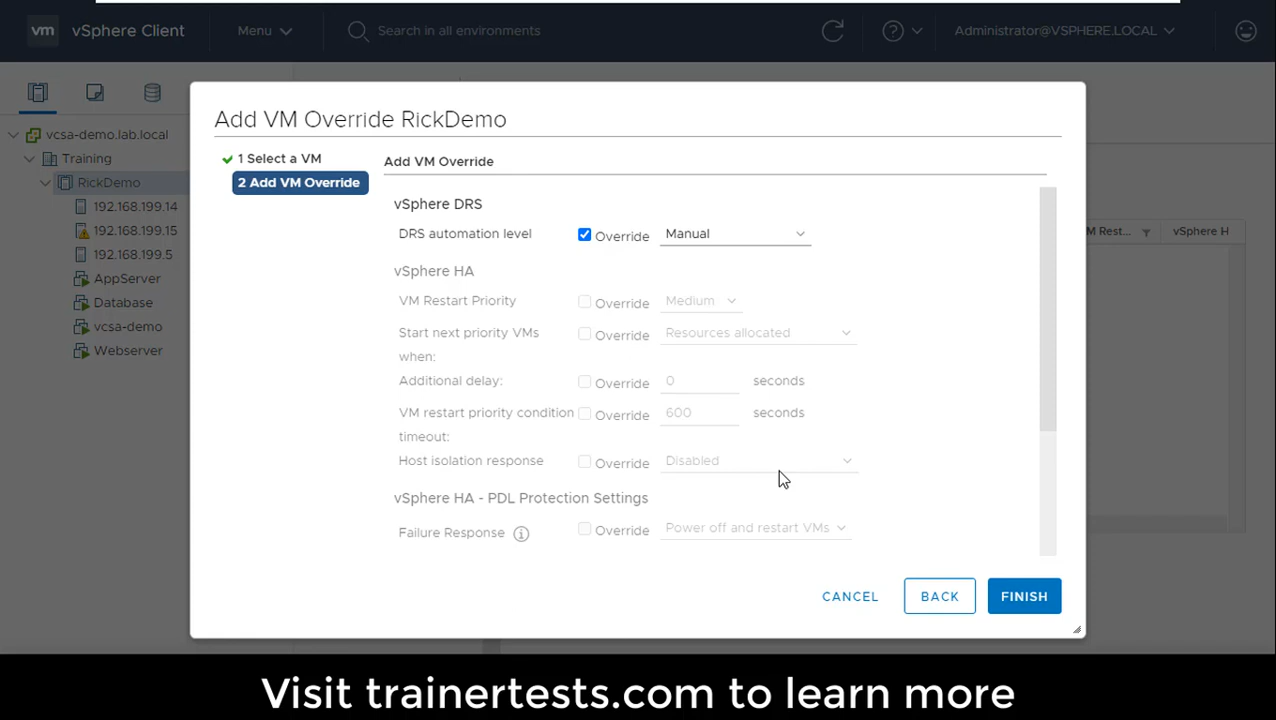 vm vSphere Client Menu Search in all environments Administrator@VSPHERE.LOCAL
Add VM Override RickDemo
vcsa-demo.lab.local
Training
RickDemo
192.168.199.14
192.168.199.15
192.168.199.5
AppServer
Database
vcsa-demo
Webserver
1 Select a VM
2 Add VM Override
Add VM Override
vSphere DRS
DRS automation level Override Manual
vSphere HA
VM Restart Priority Override Medium
Start next priority VMs when: Override Resources allocated
Additional delay: Override 0 seconds
VM restart priority condition timeout: Override 600 seconds
Host isolation response Override Disabled
vSphere HA - PDL Protection Settings
Failure Response Override Power off and restart VMs
M Rest... vSphere H
CANCEL BACK FINISH
Visit trainertests.com to learn more